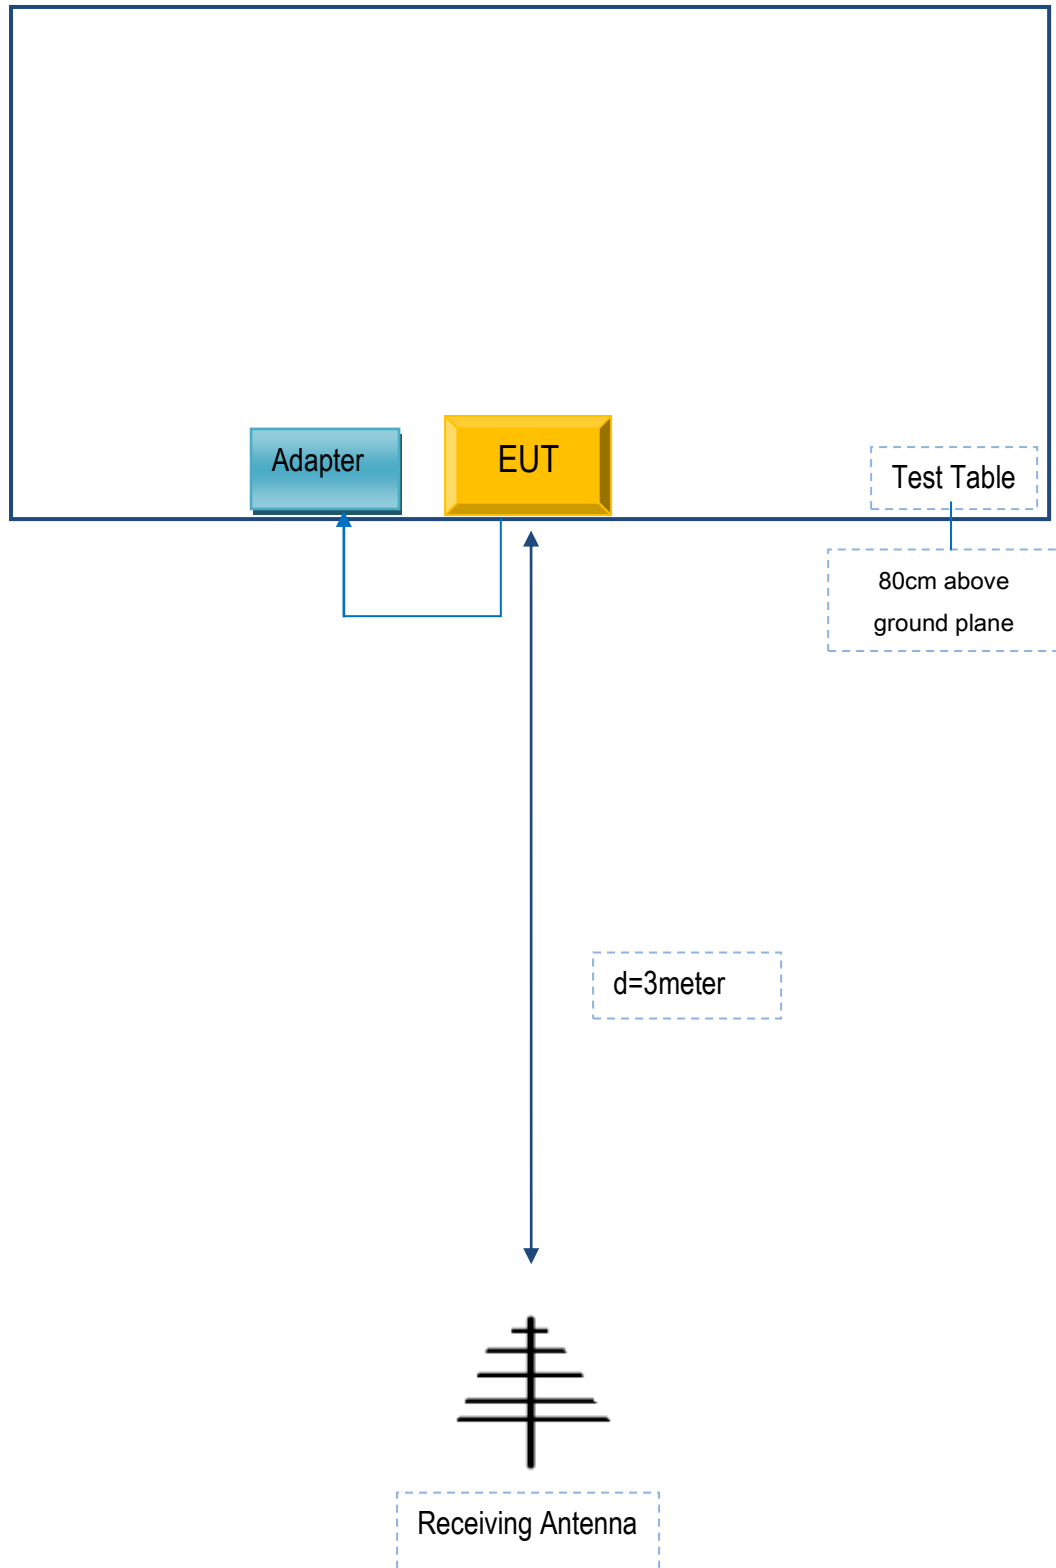 Adapter
EUT
Test Table
80cm above
ground plane
d=3meter
Receiving Antenna